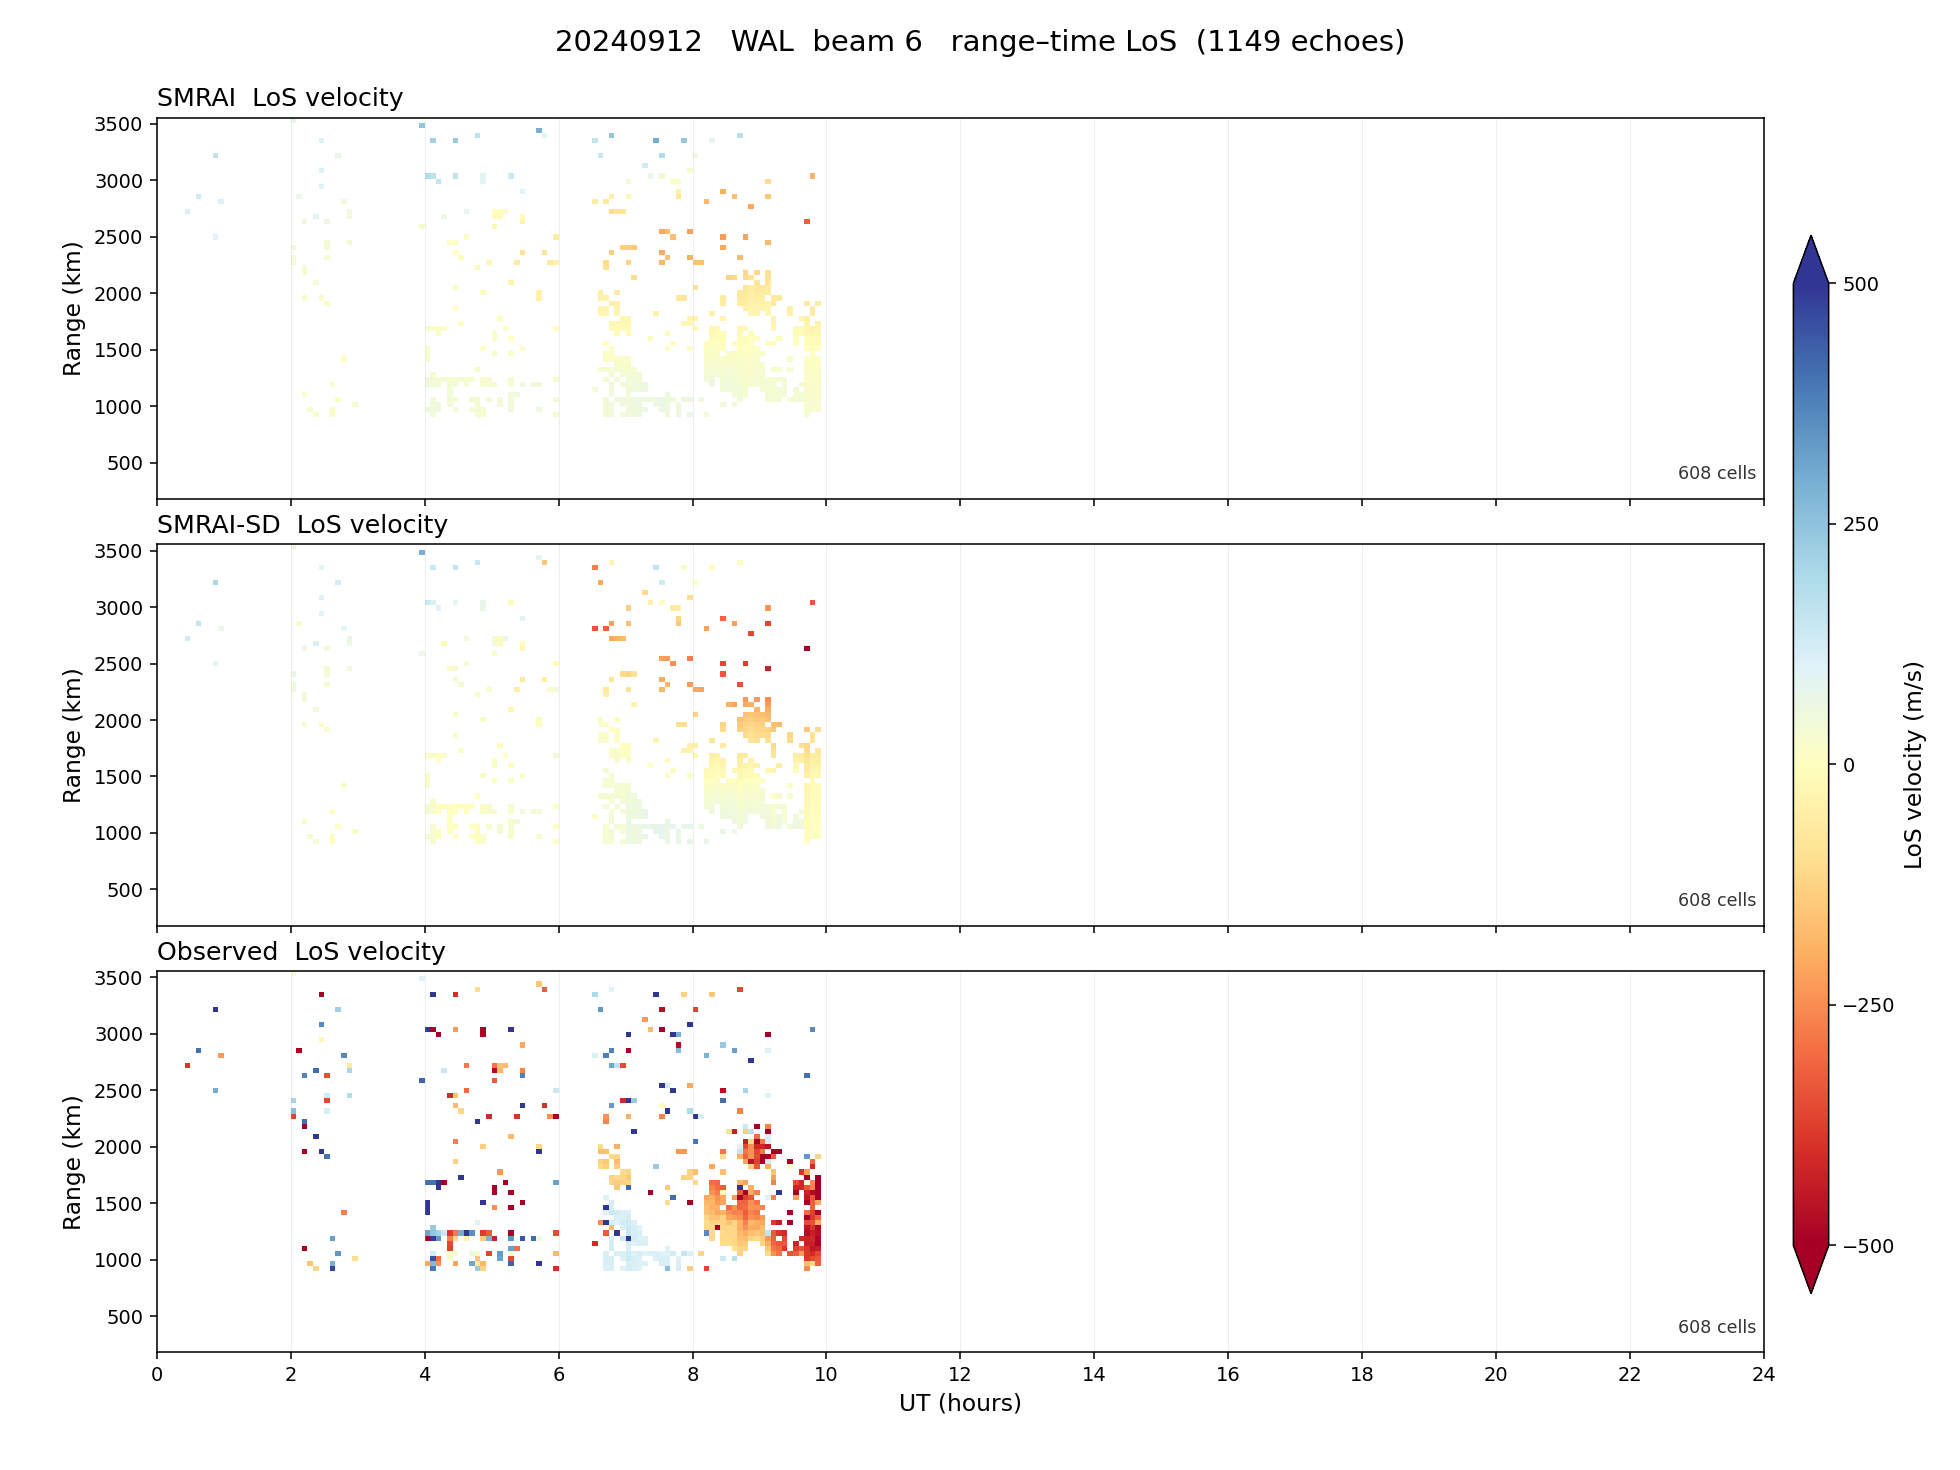 20240912   WAL  beam 6   range–time LoS  (1149 echoes)
SMRAI  LoS velocity
3500
3000
2500
2000
1500
1000
500
Range (km)
608 cells
SMRAI-SD  LoS velocity
3500
3000
2500
2000
1500
1000
500
Range (km)
608 cells
Observed  LoS velocity
3500
3000
2500
2000
1500
1000
500
Range (km)
608 cells
0 2 4 6 8 10 12 14 16 18 20 22 24
UT (hours)
500
250
0
−250
−500
LoS velocity (m/s)